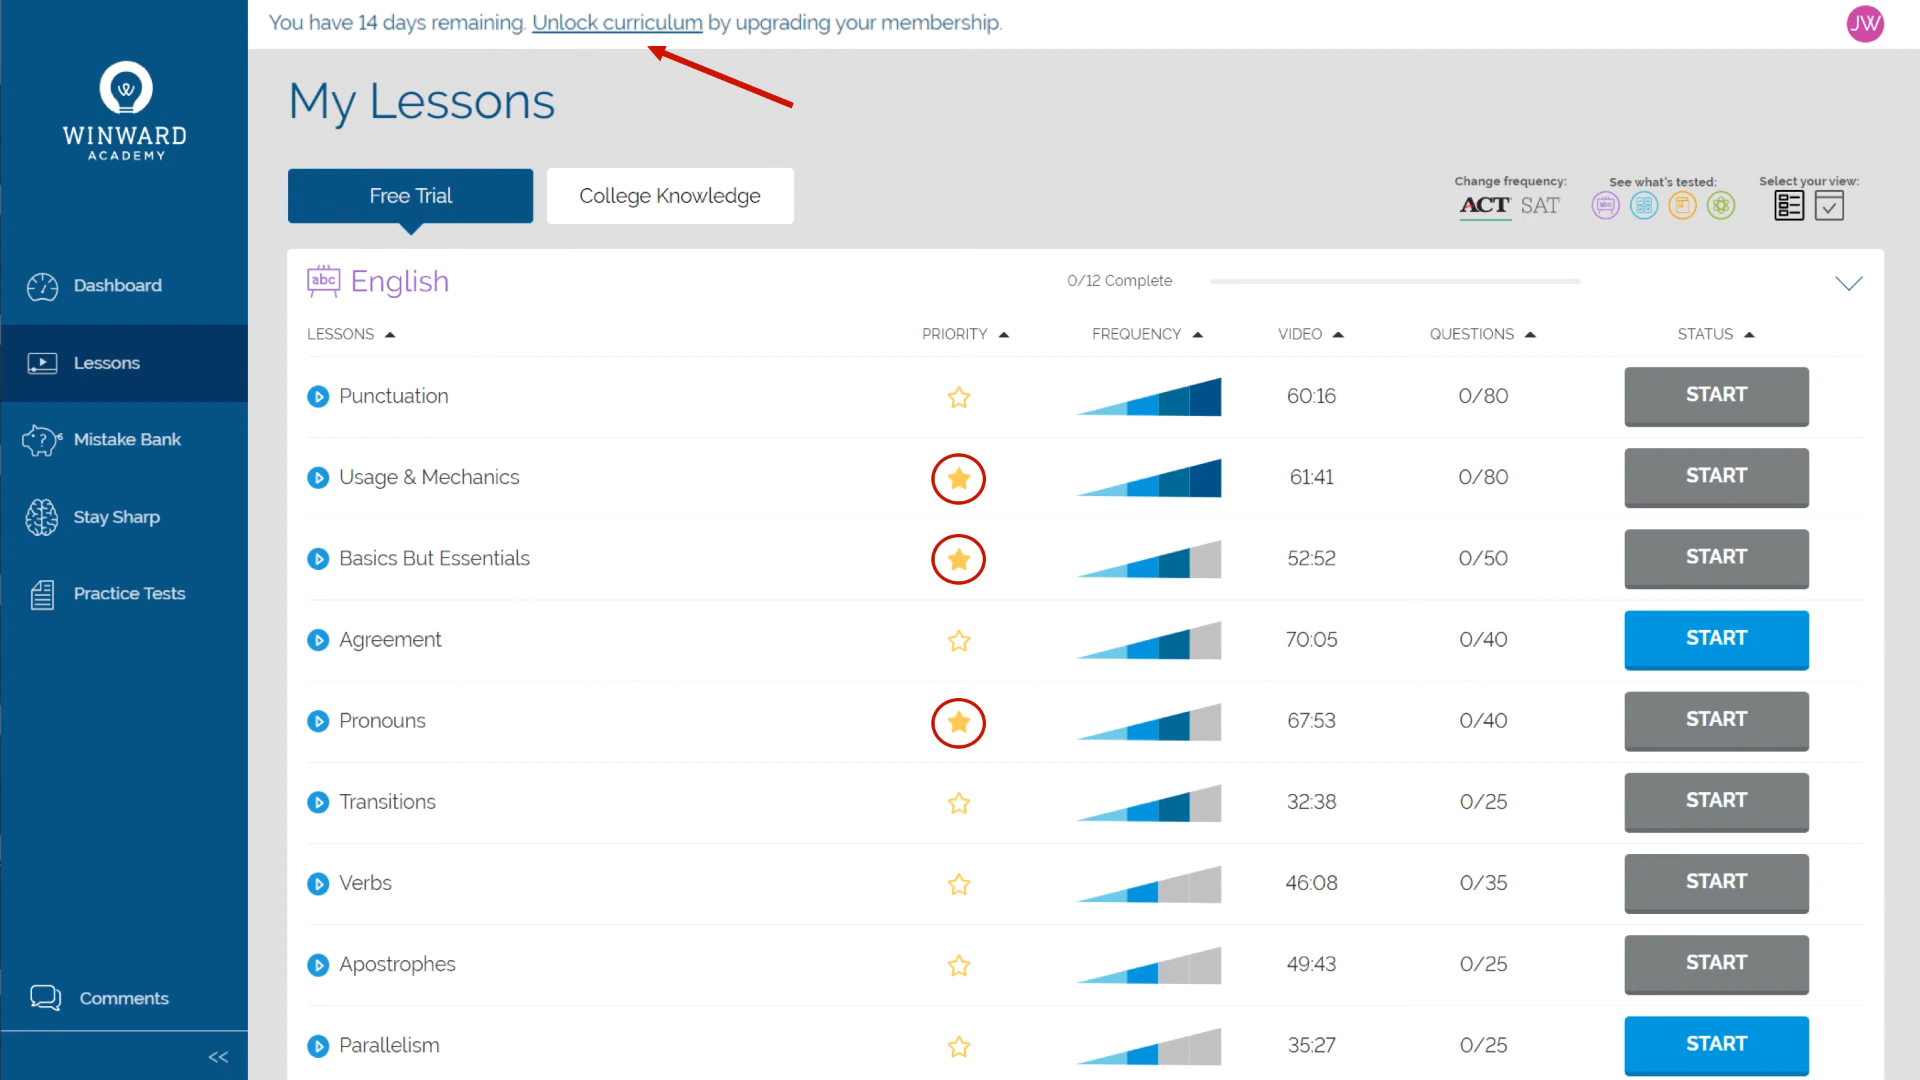 You have 14 days remaining. Unlock curriculum by upgrading your membership.
JW
WINWARD
ACADEMY
My Lessons
Free Trial
College Knowledge
Change frequency:
ACT SAT
See what's tested:
abc
Select your view:
Dashboard
Lessons
Mistake Bank
Stay Sharp
Practice Tests
Comments
<<
abc English
0/12 Complete
LESSONS PRIORITY FREQUENCY VIDEO QUESTIONS STATUS
Punctuation 60:16 0/80 START
Usage & Mechanics 61:41 0/80 START
Basics But Essentials 52:52 0/50 START
Agreement 70:05 0/40 START
Pronouns 67:53 0/40 START
Transitions 32:38 0/25 START
Verbs 46:08 0/35 START
Apostrophes 49:43 0/25 START
Parallelism 35:27 0/25 START